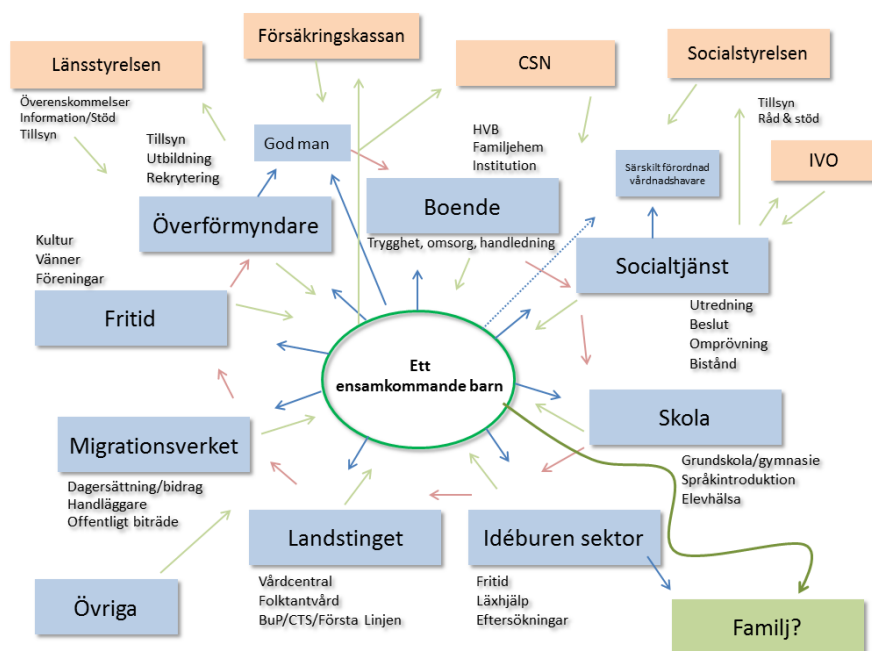 Försäkringskassan
Länsstyrelsen
CSN
Socialstyrelsen
Överenskommelser
Information/Stöd
Tillsyn
Tillsyn
Utbildning
Rekrytering
God man
HVB
Familjehem
Institution
Tillsyn
Råd & stöd
Särskilt förordnad
vårdnadshavare
IVO
Överförmyndare
Boende
Trygghet, omsorg, handledning
Socialtjänst
Kultur
Vänner
Föreningar
Fritid
Utredning
Beslut
Omprövning
Bistånd
Ett
ensamkommande barn
Skola
Grundskola/gymnasie
Språkintroduktion
Elevhälsa
Migrationsverket
Dagersättning/bidrag
Handläggare
Offentligt biträde
Landstinget
Vårdcentral
Folktantvård
BuP/CTS/Första Linjen
Idéburen sektor
Fritid
Läxhjälp
Eftersökningar
Övriga
Familj?